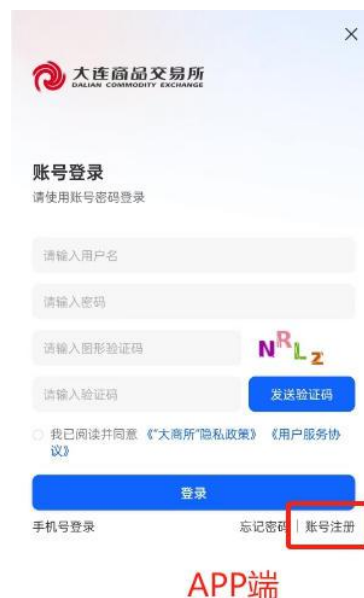 ×
大连商品交易所
DALIAN COMMODITY EXCHANGE
账号登录
请使用账号密码登录
请输入用户名
请输入密码
请输入图形验证码
NRLz
请输入验证码
发送验证码
我已阅读并同意 《“大商所”隐私政策》 《用户服务协
议》
登录
手机号登录
忘记密码 | 账号注册
APP端